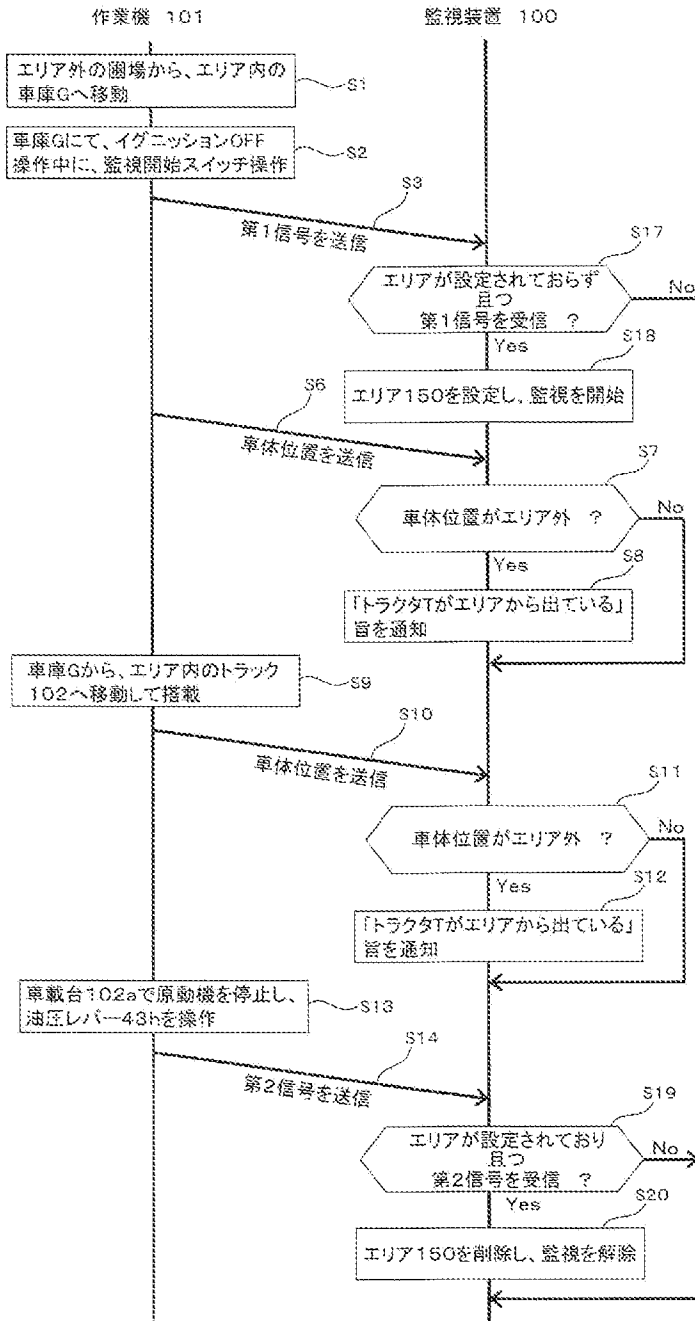 作業機 101
監視装置 100
エリア外の圃場から、エリア内の
車庫Gへ移動
S1
車庫Gにて、イグニッションOFF
操作中に、監視開始スイッチ操作
S2
S3
第1信号を送信
S17
エリアが設定されておらず
且つ
第1信号を受信 ?
No
Yes
S18
エリア150を設定し、監視を開始
S6
車体位置を送信
S7
車体位置がエリア外 ?
No
Yes
S8
「トラクタTがエリアから出ている」
旨を通知
車庫Gから、エリア内のトラック
102へ移動して搭載
S9
S10
車体位置を送信
S11
車体位置がエリア外 ?
No
Yes
S12
「トラクタTがエリアから出ている」
旨を通知
車載台102aで原動機を停止し、
油圧レバー43hを操作
S13
S14
第2信号を送信
S19
エリアが設定されており
且つ
第2信号を受信 ?
No
Yes
S20
エリア150を削除し、監視を解除